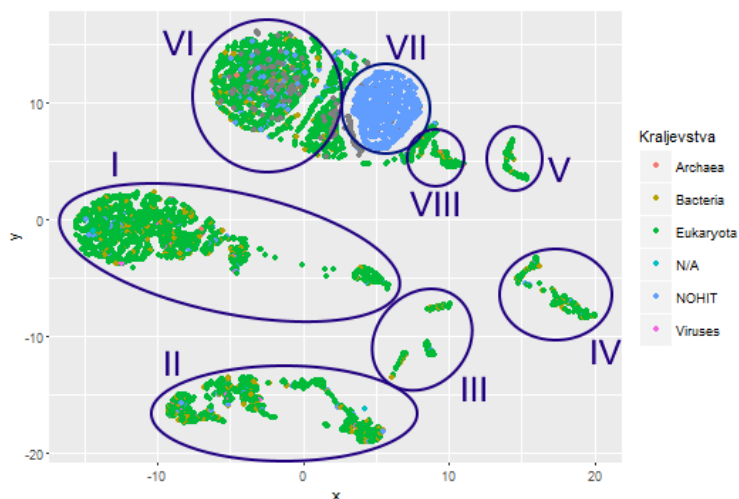 VI
VII
I
V
VIII
II
III
IV
10
0
-10
-20
y
-10
0
10
20
x
Kraljevstva
Archaea
Bacteria
Eukaryota
N/A
NOHIT
Viruses